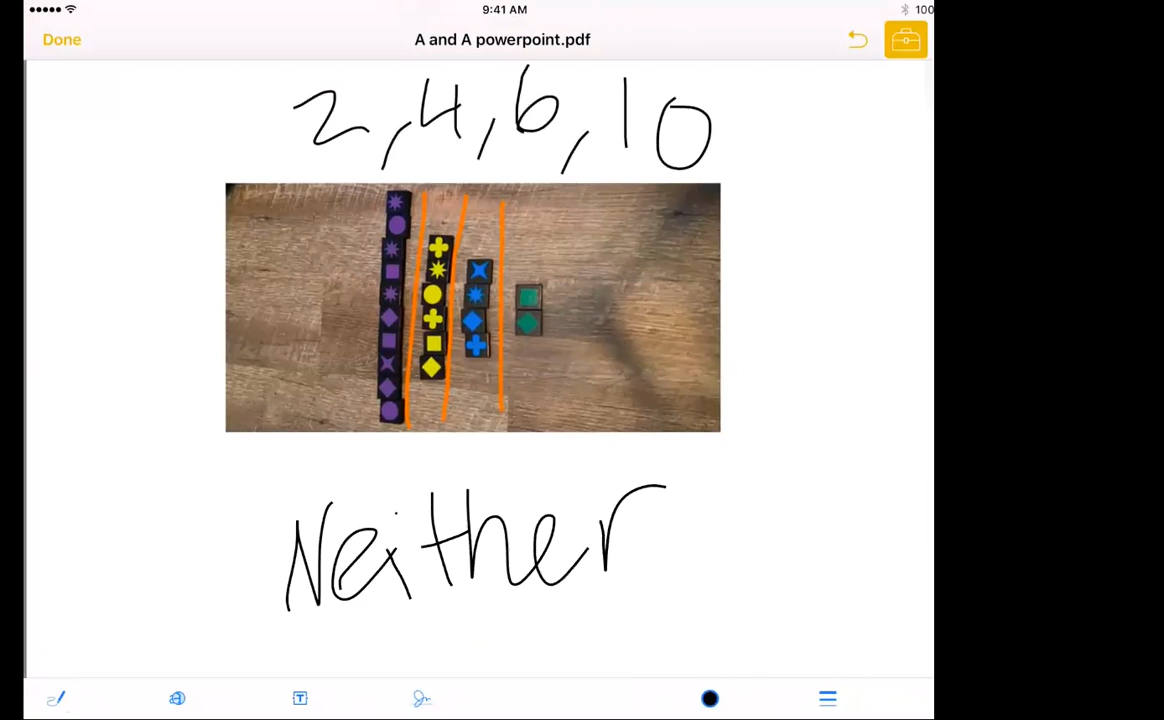 9:41 AM
100
Done
A and A powerpoint.pdf
2, 4, 6, 10
Neither